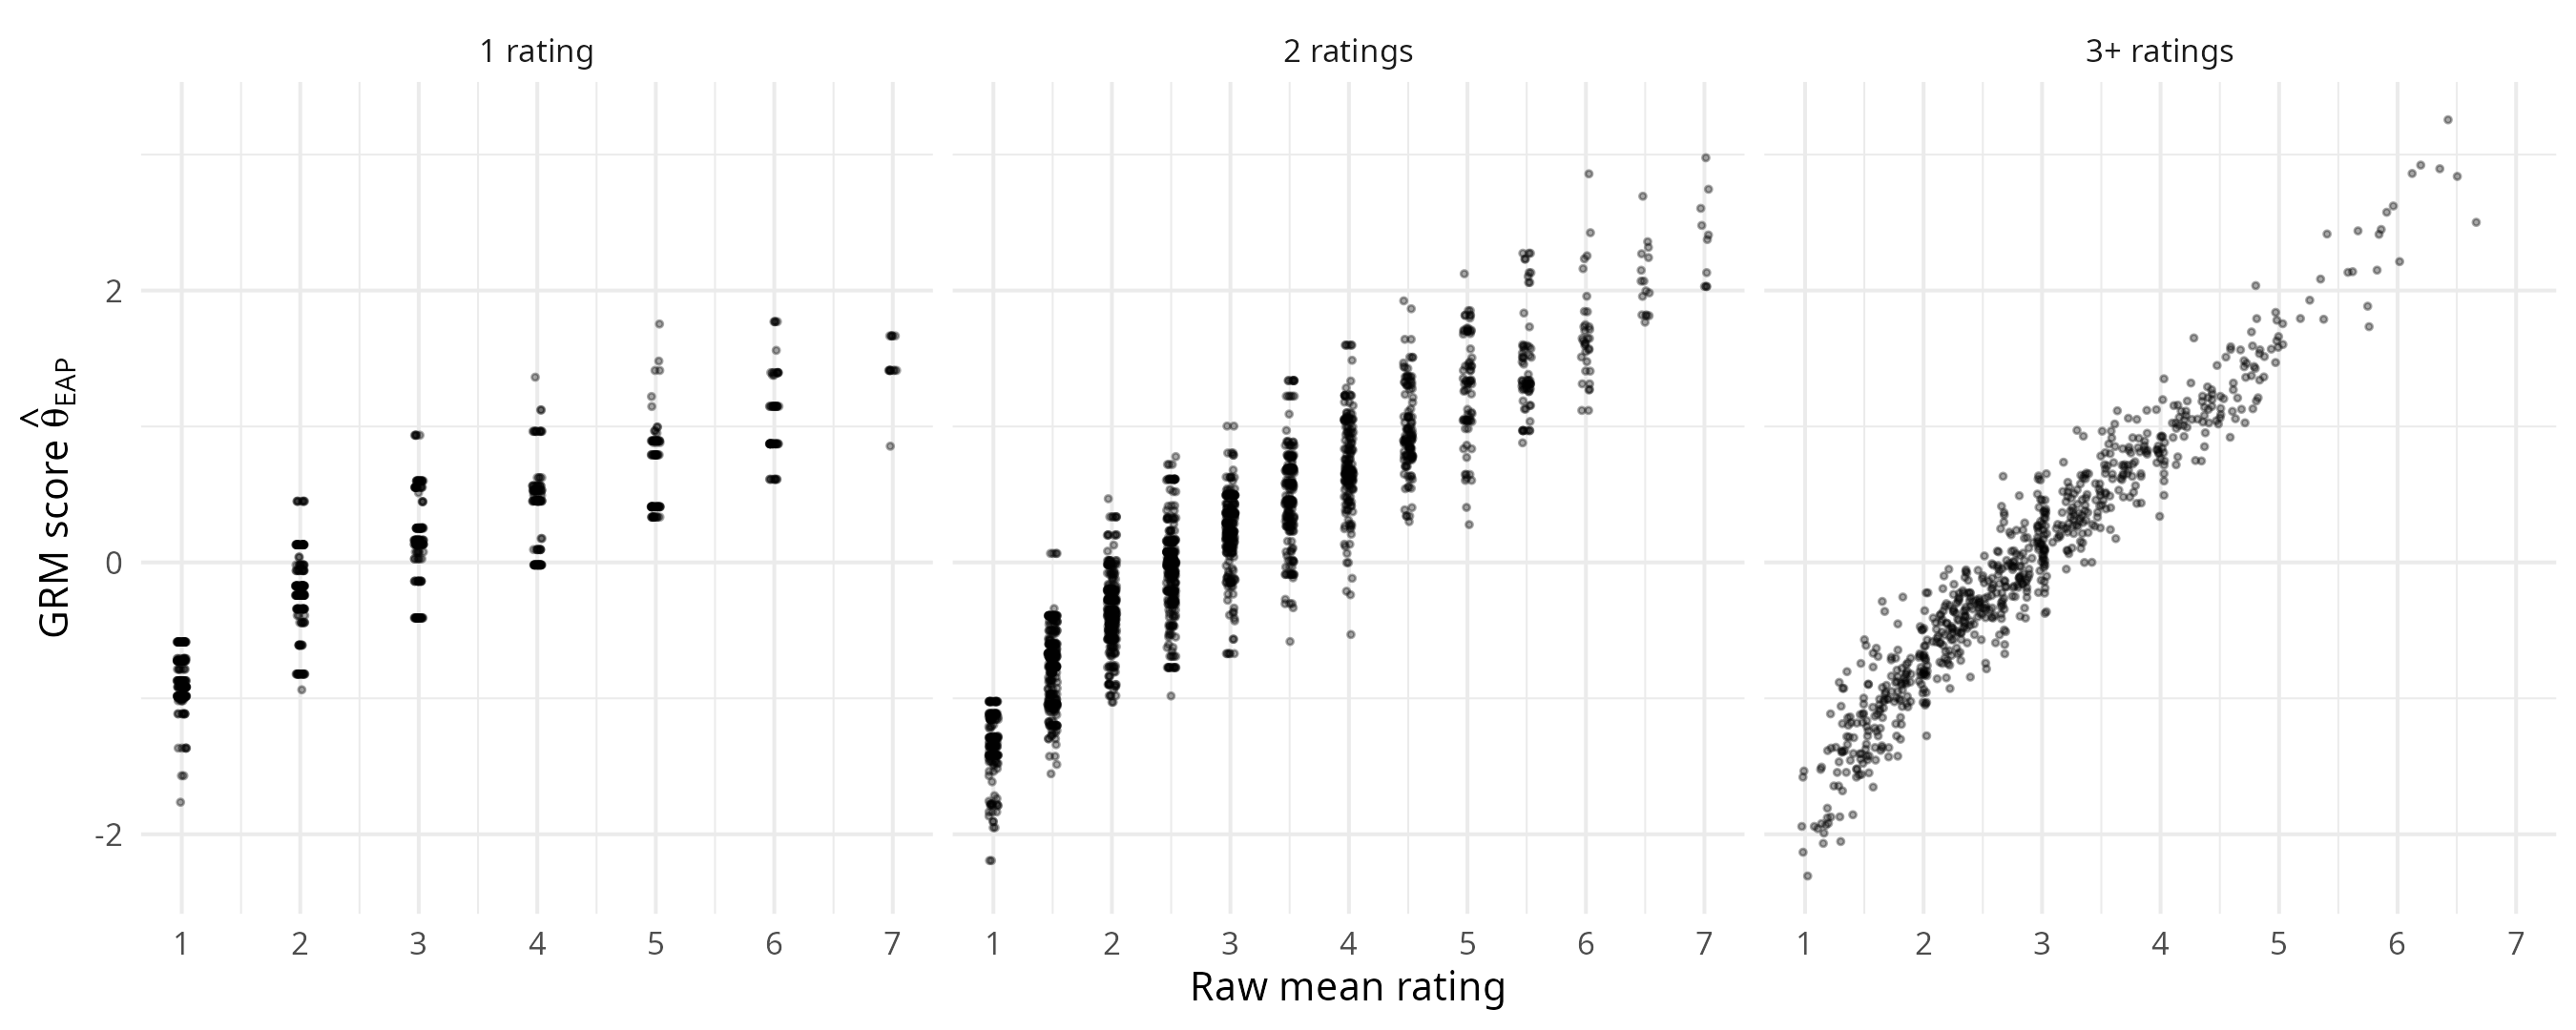 1 rating 2 ratings 3+ ratings
GRM score θ̂EAP
2
0
-2
1 2 3 4 5 6 7 1 2 3 4 5 6 7 1 2 3 4 5 6 7
Raw mean rating